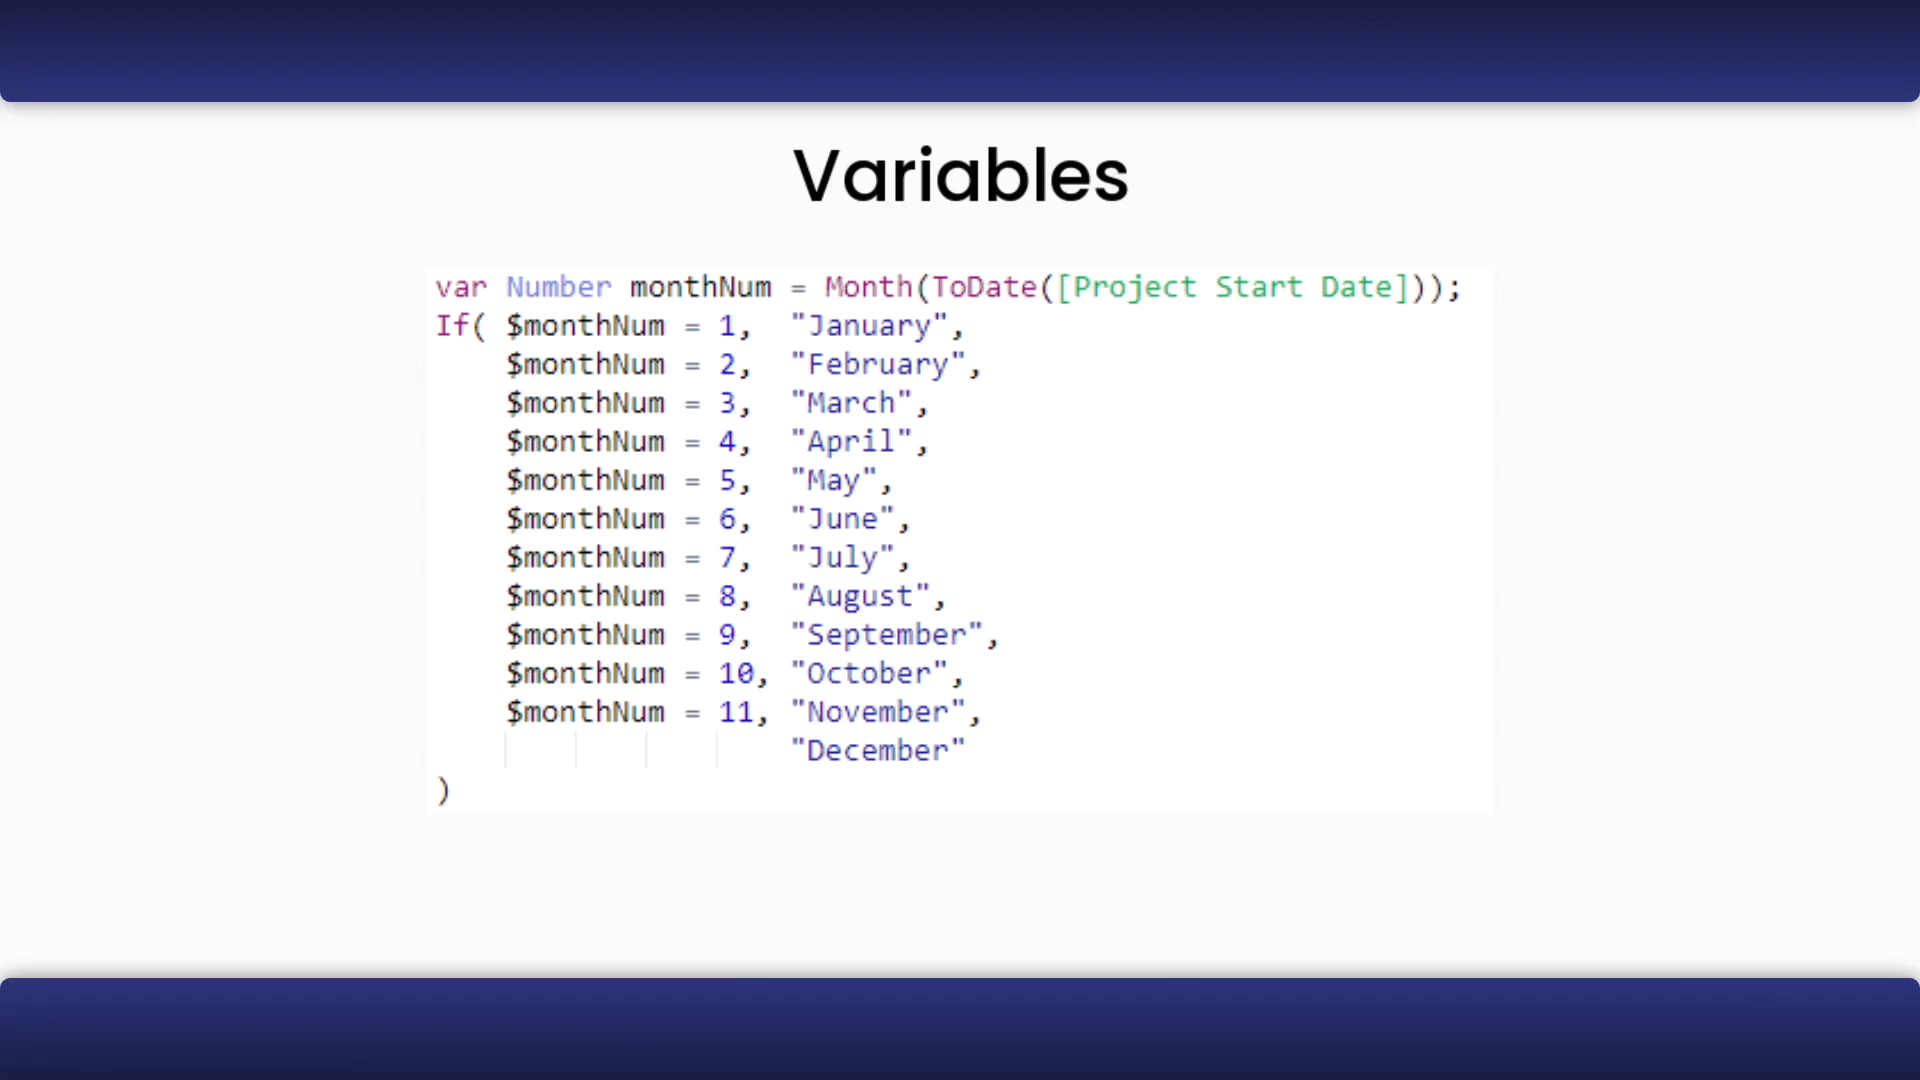 Variables
var Number monthNum = Month(ToDate([Project Start Date]));
If( $monthNum = 1, "January",
$monthNum = 2, "February",
$monthNum = 3, "March",
$monthNum = 4, "April",
$monthNum = 5, "May",
$monthNum = 6, "June",
$monthNum = 7, "July",
$monthNum = 8, "August",
$monthNum = 9, "September",
$monthNum = 10, "October",
$monthNum = 11, "November",
"December"
)